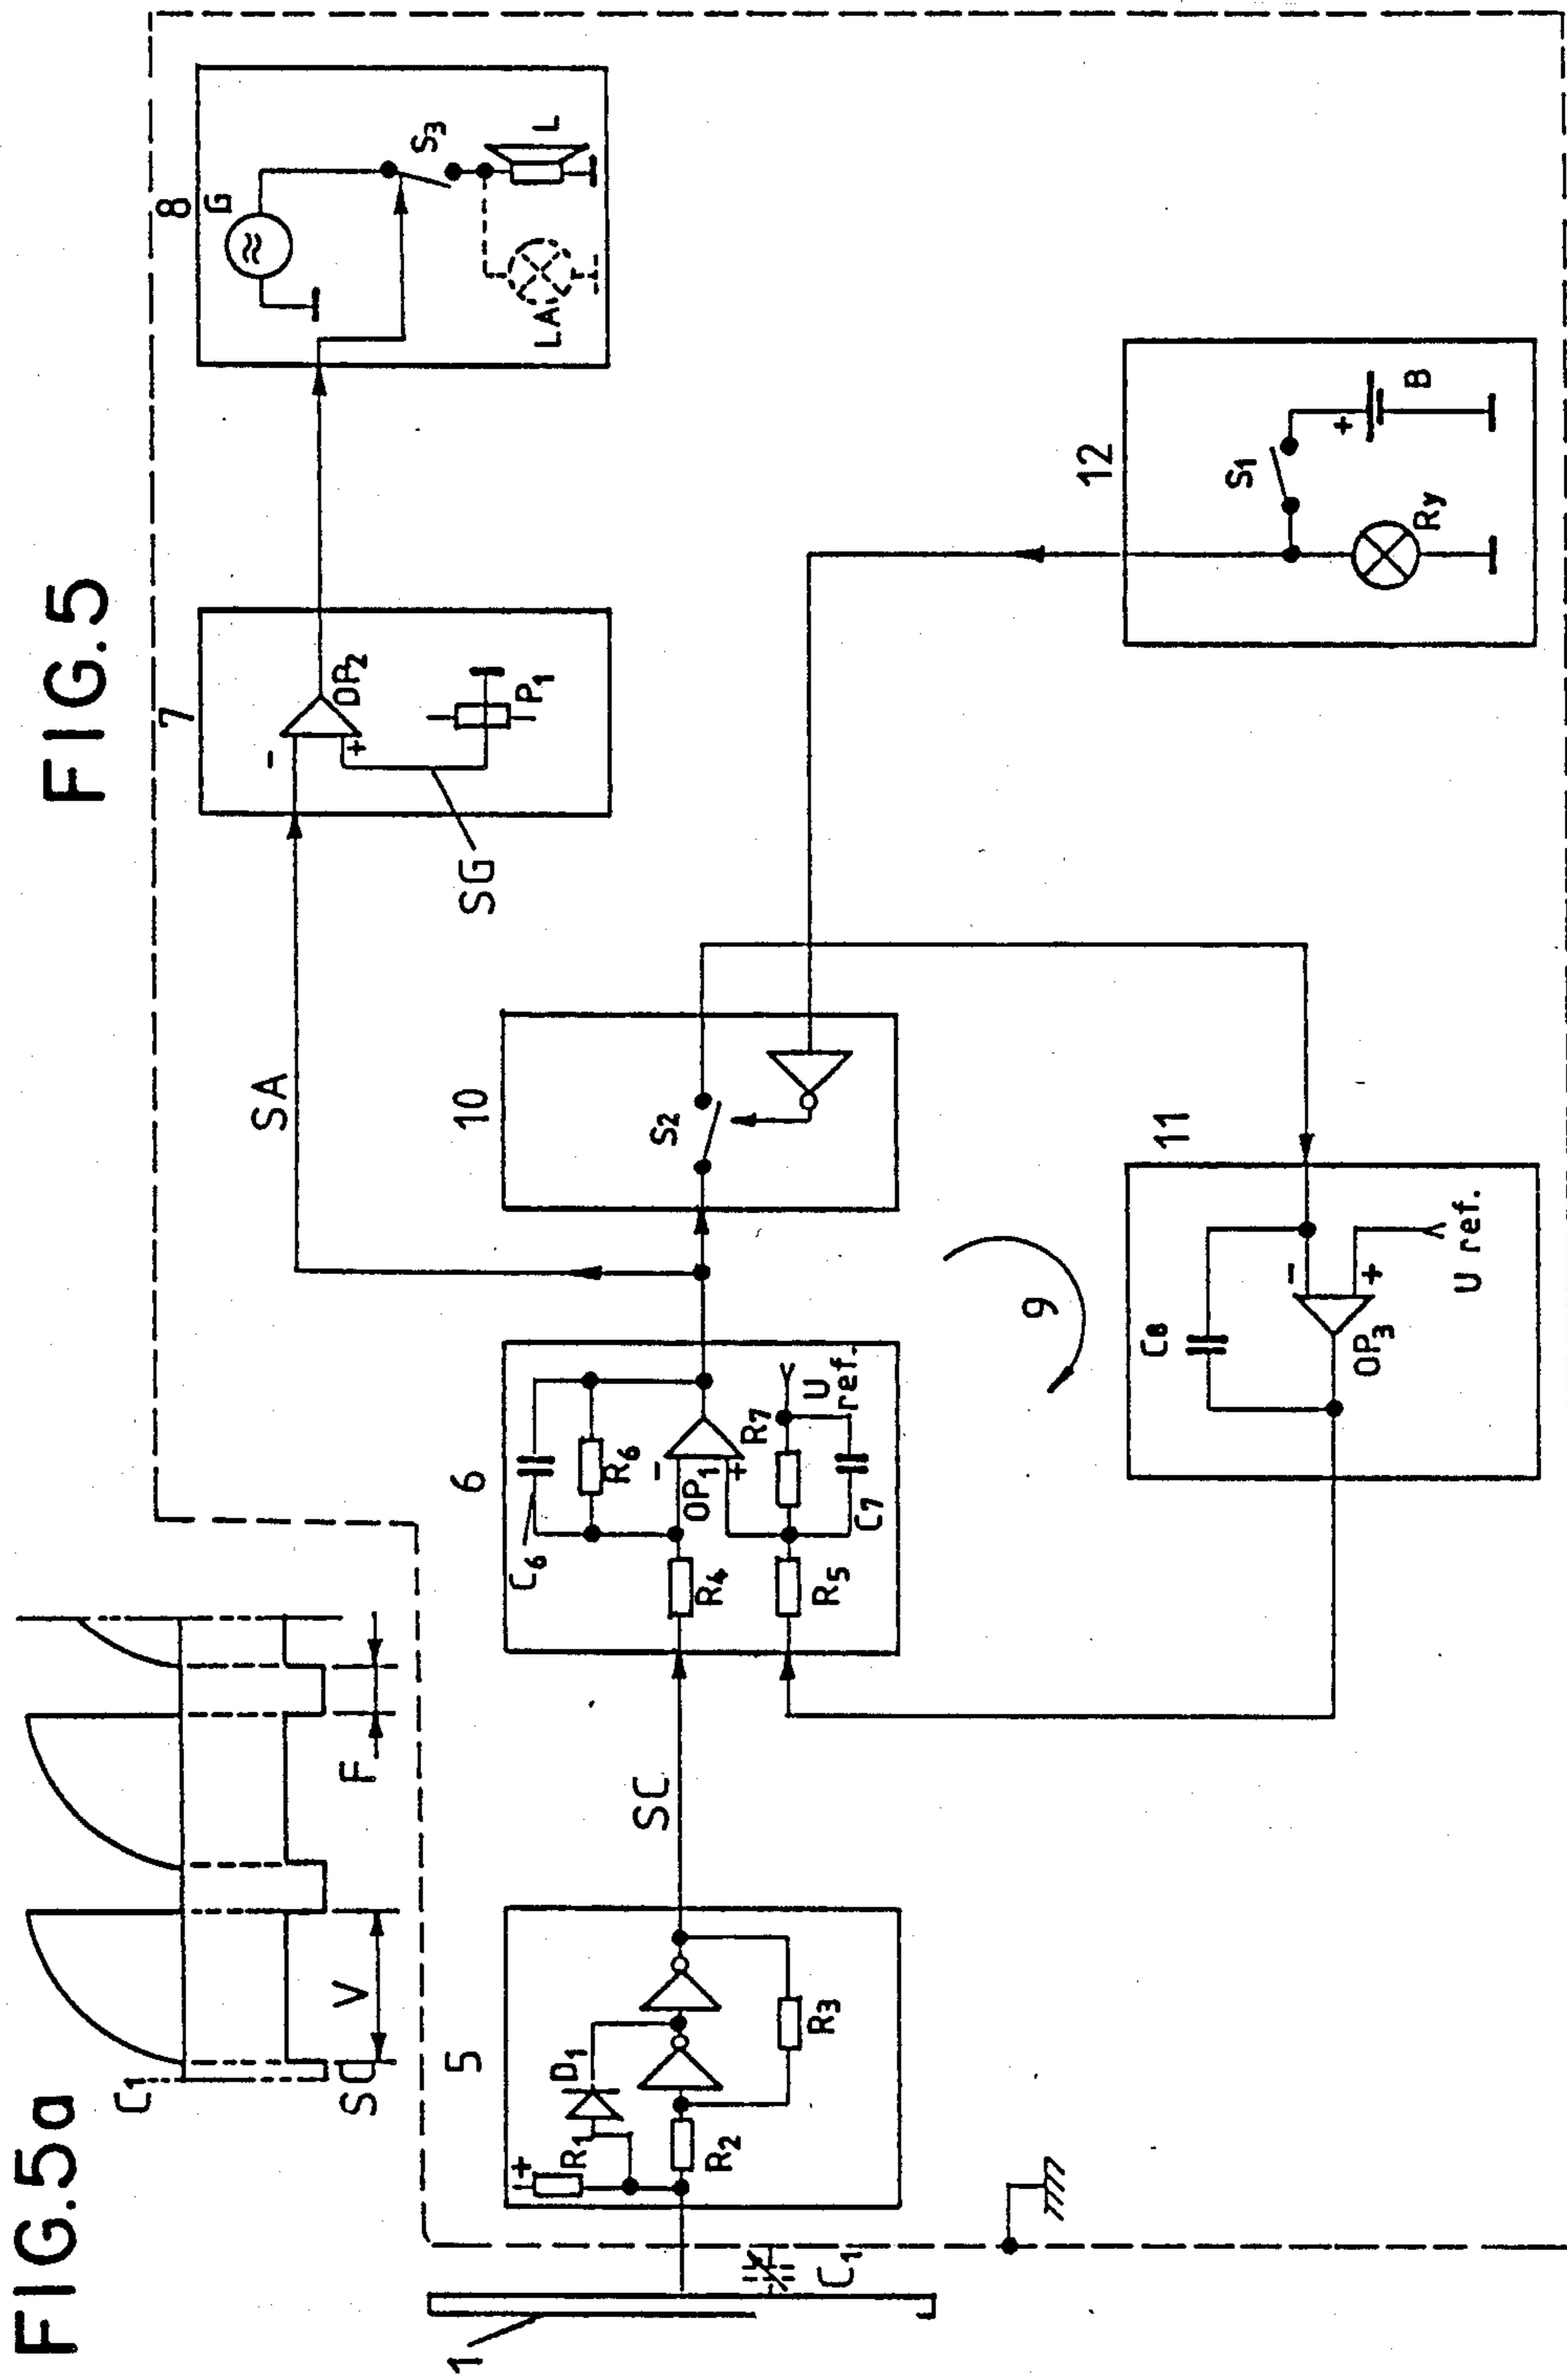 FIG.5a
C1
SC
V
F
FIG.5
1
C1
5
+
R1
D1
R2
R3
SC
6
C6
R6
R4
OP1
-
+
R5
R7
C7
U
ref.
SA
10
S2
9
11
C8
-
+
OP3
U ref.
7
-
+
OP2
P1
SG
8
G
S3
L
LA
12
S1
+
B
Ry